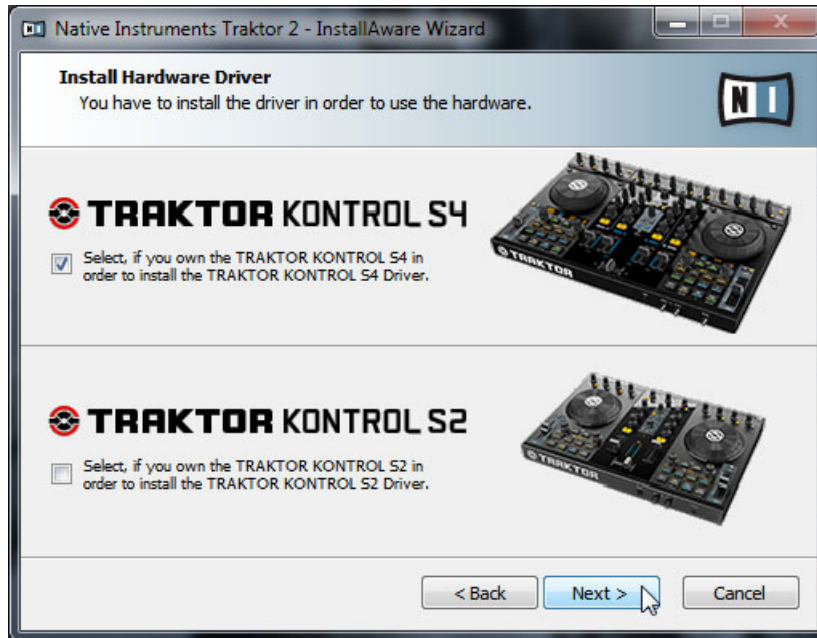 Native Instruments Traktor 2 - InstallAware Wizard
Install Hardware Driver
You have to install the driver in order to use the hardware.
NI
TRAKTOR KONTROL S4
Select, if you own the TRAKTOR KONTROL S4 in
order to install the TRAKTOR KONTROL S4 Driver.
TRAKTOR
TRAKTOR KONTROL S2
Select, if you own the TRAKTOR KONTROL S2 in
order to install the TRAKTOR KONTROL S2 Driver.
TRAKTOR
< Back
Next >
Cancel